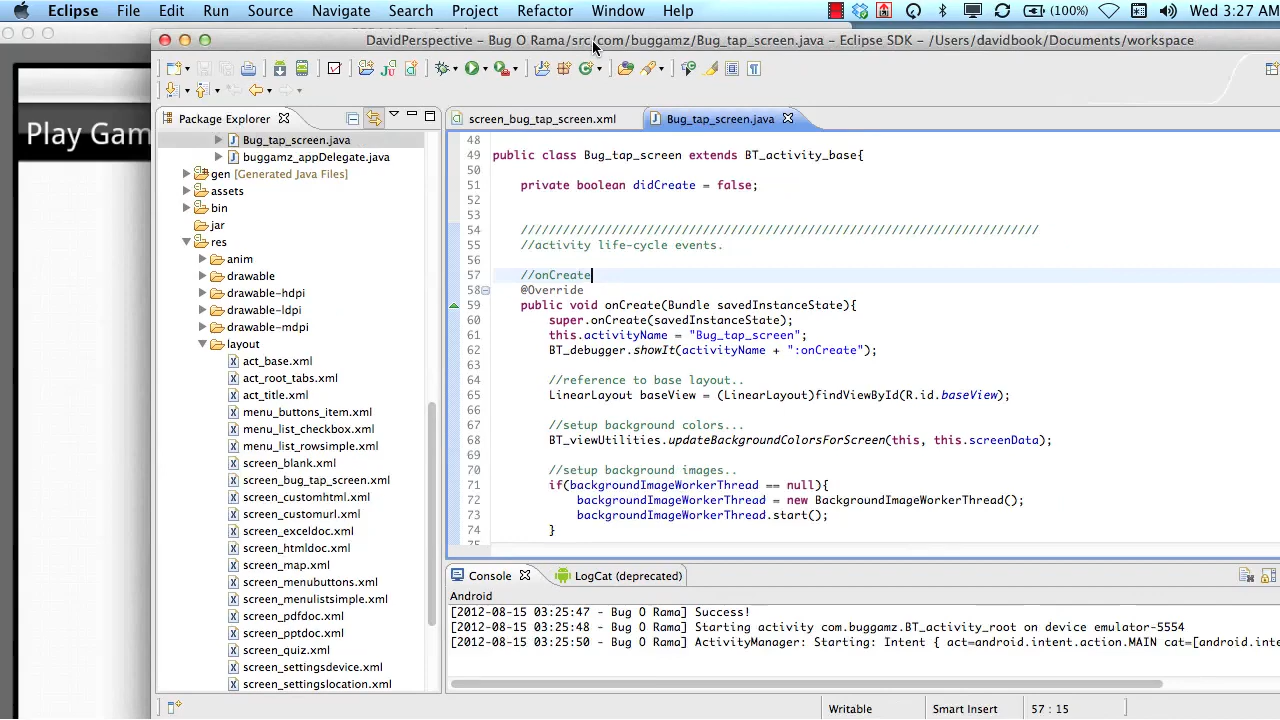 Eclipse File Edit Run Source Navigate Search Project Refactor Window Help (100%) Wed 3:27 AM
DavidPerspective – Bug O Rama/src/com/buggamz/Bug_tap_screen.java – Eclipse SDK – /Users/davidbook/Documents/workspace
Play Gam
Package Explorer
Bug_tap_screen.java
buggamz_appDelegate.java
gen [Generated Java Files]
assets
bin
jar
res
anim
drawable
drawable-hdpi
drawable-ldpi
drawable-mdpi
layout
act_base.xml
act_root_tabs.xml
act_title.xml
menu_buttons_item.xml
menu_list_checkbox.xml
menu_list_rowsimple.xml
screen_blank.xml
screen_bug_tap_screen.xml
screen_customhtml.xml
screen_customurl.xml
screen_exceldoc.xml
screen_htmldoc.xml
screen_map.xml
screen_menubuttons.xml
screen_menulistsimple.xml
screen_pdfdoc.xml
screen_pptdoc.xml
screen_quiz.xml
screen_settingsdevice.xml
screen_settingslocation.xml
screen_bug_tap_screen.xml Bug_tap_screen.java
48
49 public class Bug_tap_screen extends BT_activity_base{
50
51 private boolean didCreate = false;
52
53
54 //////////////////////////////////////////////////////////////////////////
55 //activity life-cycle events.
56
57 //onCreate
58 @Override
59 public void onCreate(Bundle savedInstanceState){
60 super.onCreate(savedInstanceState);
61 this.activityName = "Bug_tap_screen";
62 BT_debugger.showIt(activityName + ":onCreate");
63
64 //reference to base layout..
65 LinearLayout baseView = (LinearLayout)findViewById(R.id.baseView);
66
67 //setup background colors...
68 BT_viewUtilities.updateBackgroundColorsForScreen(this, this.screenData);
69
70 //setup background images..
71 if(backgroundImageWorkerThread == null){
72 backgroundImageWorkerThread = new BackgroundImageWorkerThread();
73 backgroundImageWorkerThread.start();
74 }
Console LogCat (deprecated)
Android
[2012-08-15 03:25:47 - Bug O Rama] Success!
[2012-08-15 03:25:48 - Bug O Rama] Starting activity com.buggamz.BT_activity_root on device emulator-5554
[2012-08-15 03:25:50 - Bug O Rama] ActivityManager: Starting: Intent { act=android.intent.action.MAIN cat=[android.inte
Writable Smart Insert 57 : 15